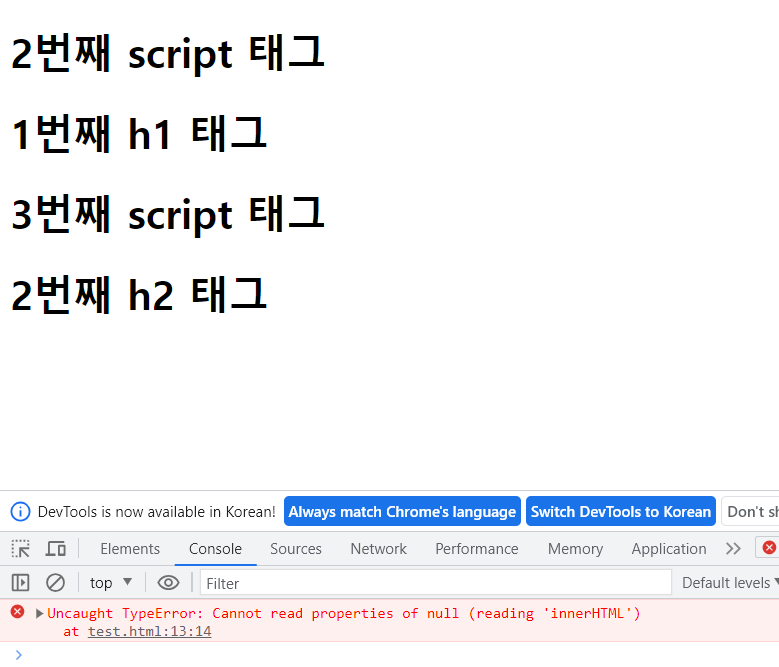 2번째 script 태그
1번째 h1 태그
3번째 script 태그
2번째 h2 태그
DevTools is now available in Korean! Always match Chrome's language Switch DevTools to Korean Don't sh
Elements Console Sources Network Performance Memory Application
top Filter Default levels
Uncaught TypeError: Cannot read properties of null (reading 'innerHTML')
at test.html:13:14